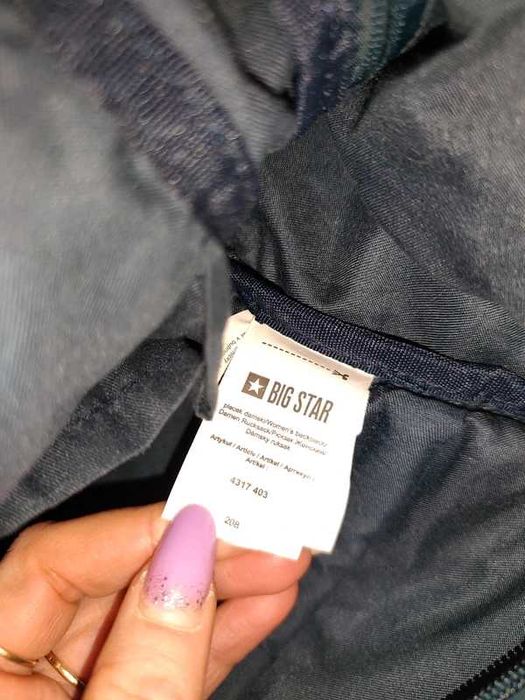 BIG STAR
plecak damski/Women's backpack/
Damen Rucksack/Рюкзак Женский/
Dámsky ruksak
Artykuł / Article / Artikel / Артикул /
Artikel :
4317 403
208